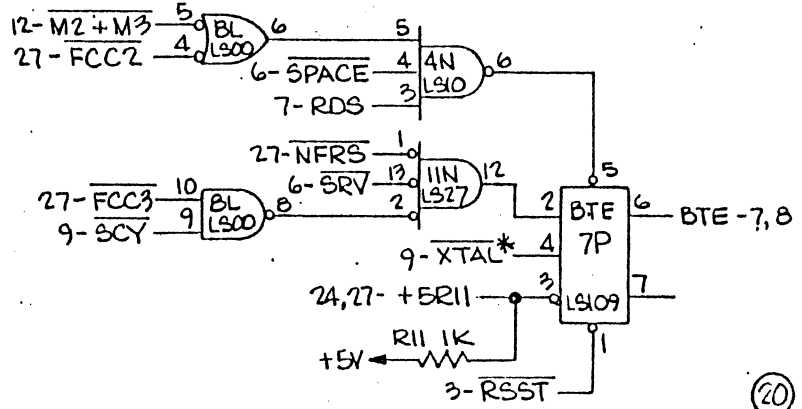 12- M2 + M3 5 BL 6
27- FCC2 4 LS00
5
6- SPACE 4 4N 6
7- RDS 3 LS10
27- NFRS 1
6- SRV 13 11N 12
2 LS27
27- FCC3 10 BL 8
9- SCY 9 LS00
5
2 BTE 6 BTE -7, 8
7P
9- XTAL* 4
24, 27- +5R11 3 LS109 7
R11 1K
+5V
1
3- RSST
20